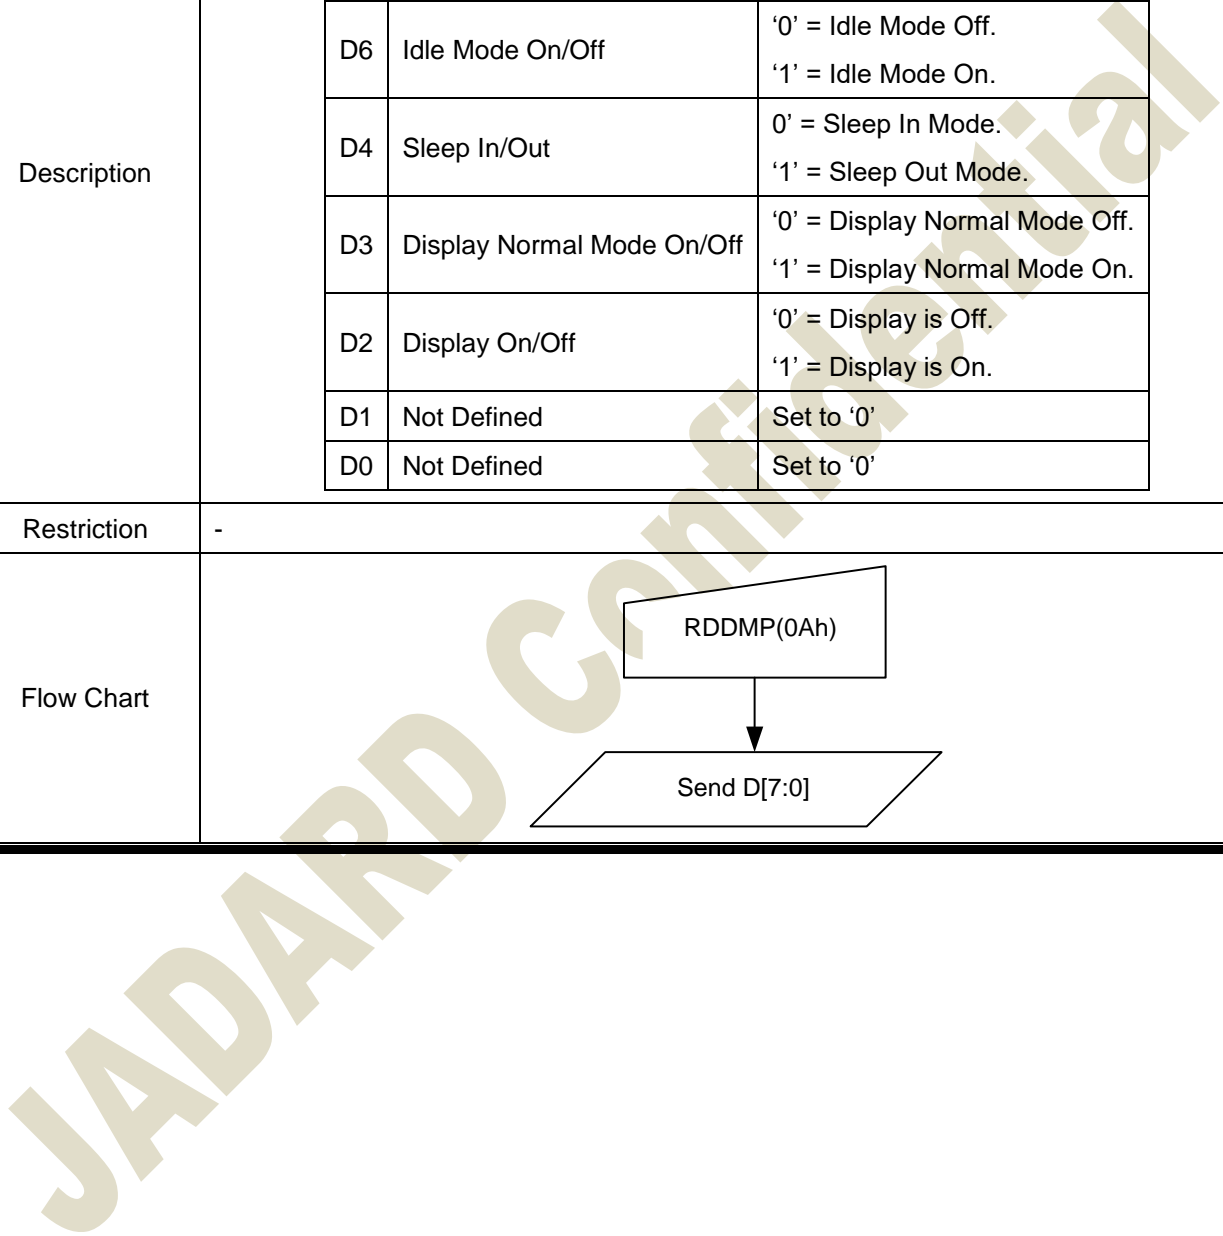 Description
D6 Idle Mode On/Off ‘0’ = Idle Mode Off.
‘1’ = Idle Mode On.
D4 Sleep In/Out 0’ = Sleep In Mode.
‘1’ = Sleep Out Mode.
D3 Display Normal Mode On/Off ‘0’ = Display Normal Mode Off.
‘1’ = Display Normal Mode On.
D2 Display On/Off ‘0’ = Display is Off.
‘1’ = Display is On.
D1 Not Defined Set to ‘0’
D0 Not Defined Set to ‘0’
Restriction -
Flow Chart
RDDMP(0Ah)
Send D[7:0]
JADARD Confidential